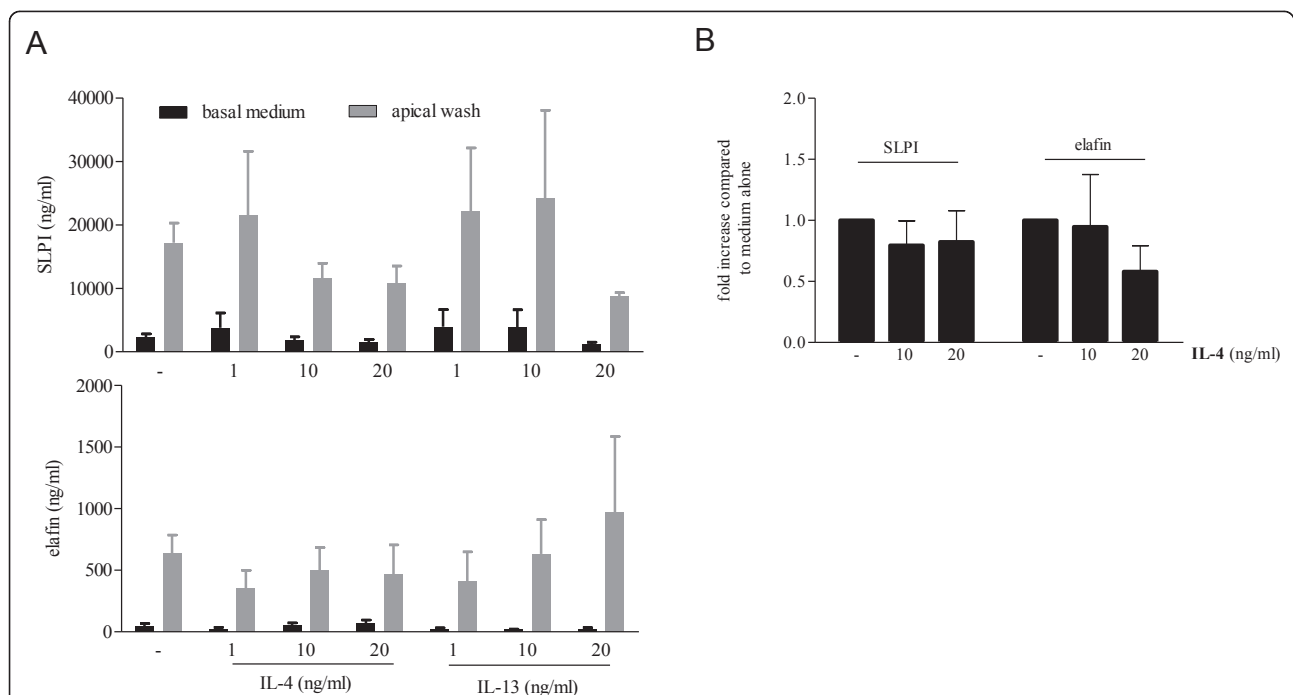 A
basal medium apical wash
SLPI (ng/ml)
40000
30000
20000
10000
0
- 1 10 20 1 10 20
elafin (ng/ml)
2000
1500
1000
500
0
- 1 10 20 1 10 20
IL-4 (ng/ml) IL-13 (ng/ml)
B
fold increase compared
to medium alone
2.0
1.5
1.0
0.5
0.0
SLPI elafin
- 10 20 - 10 20 IL-4 (ng/ml)